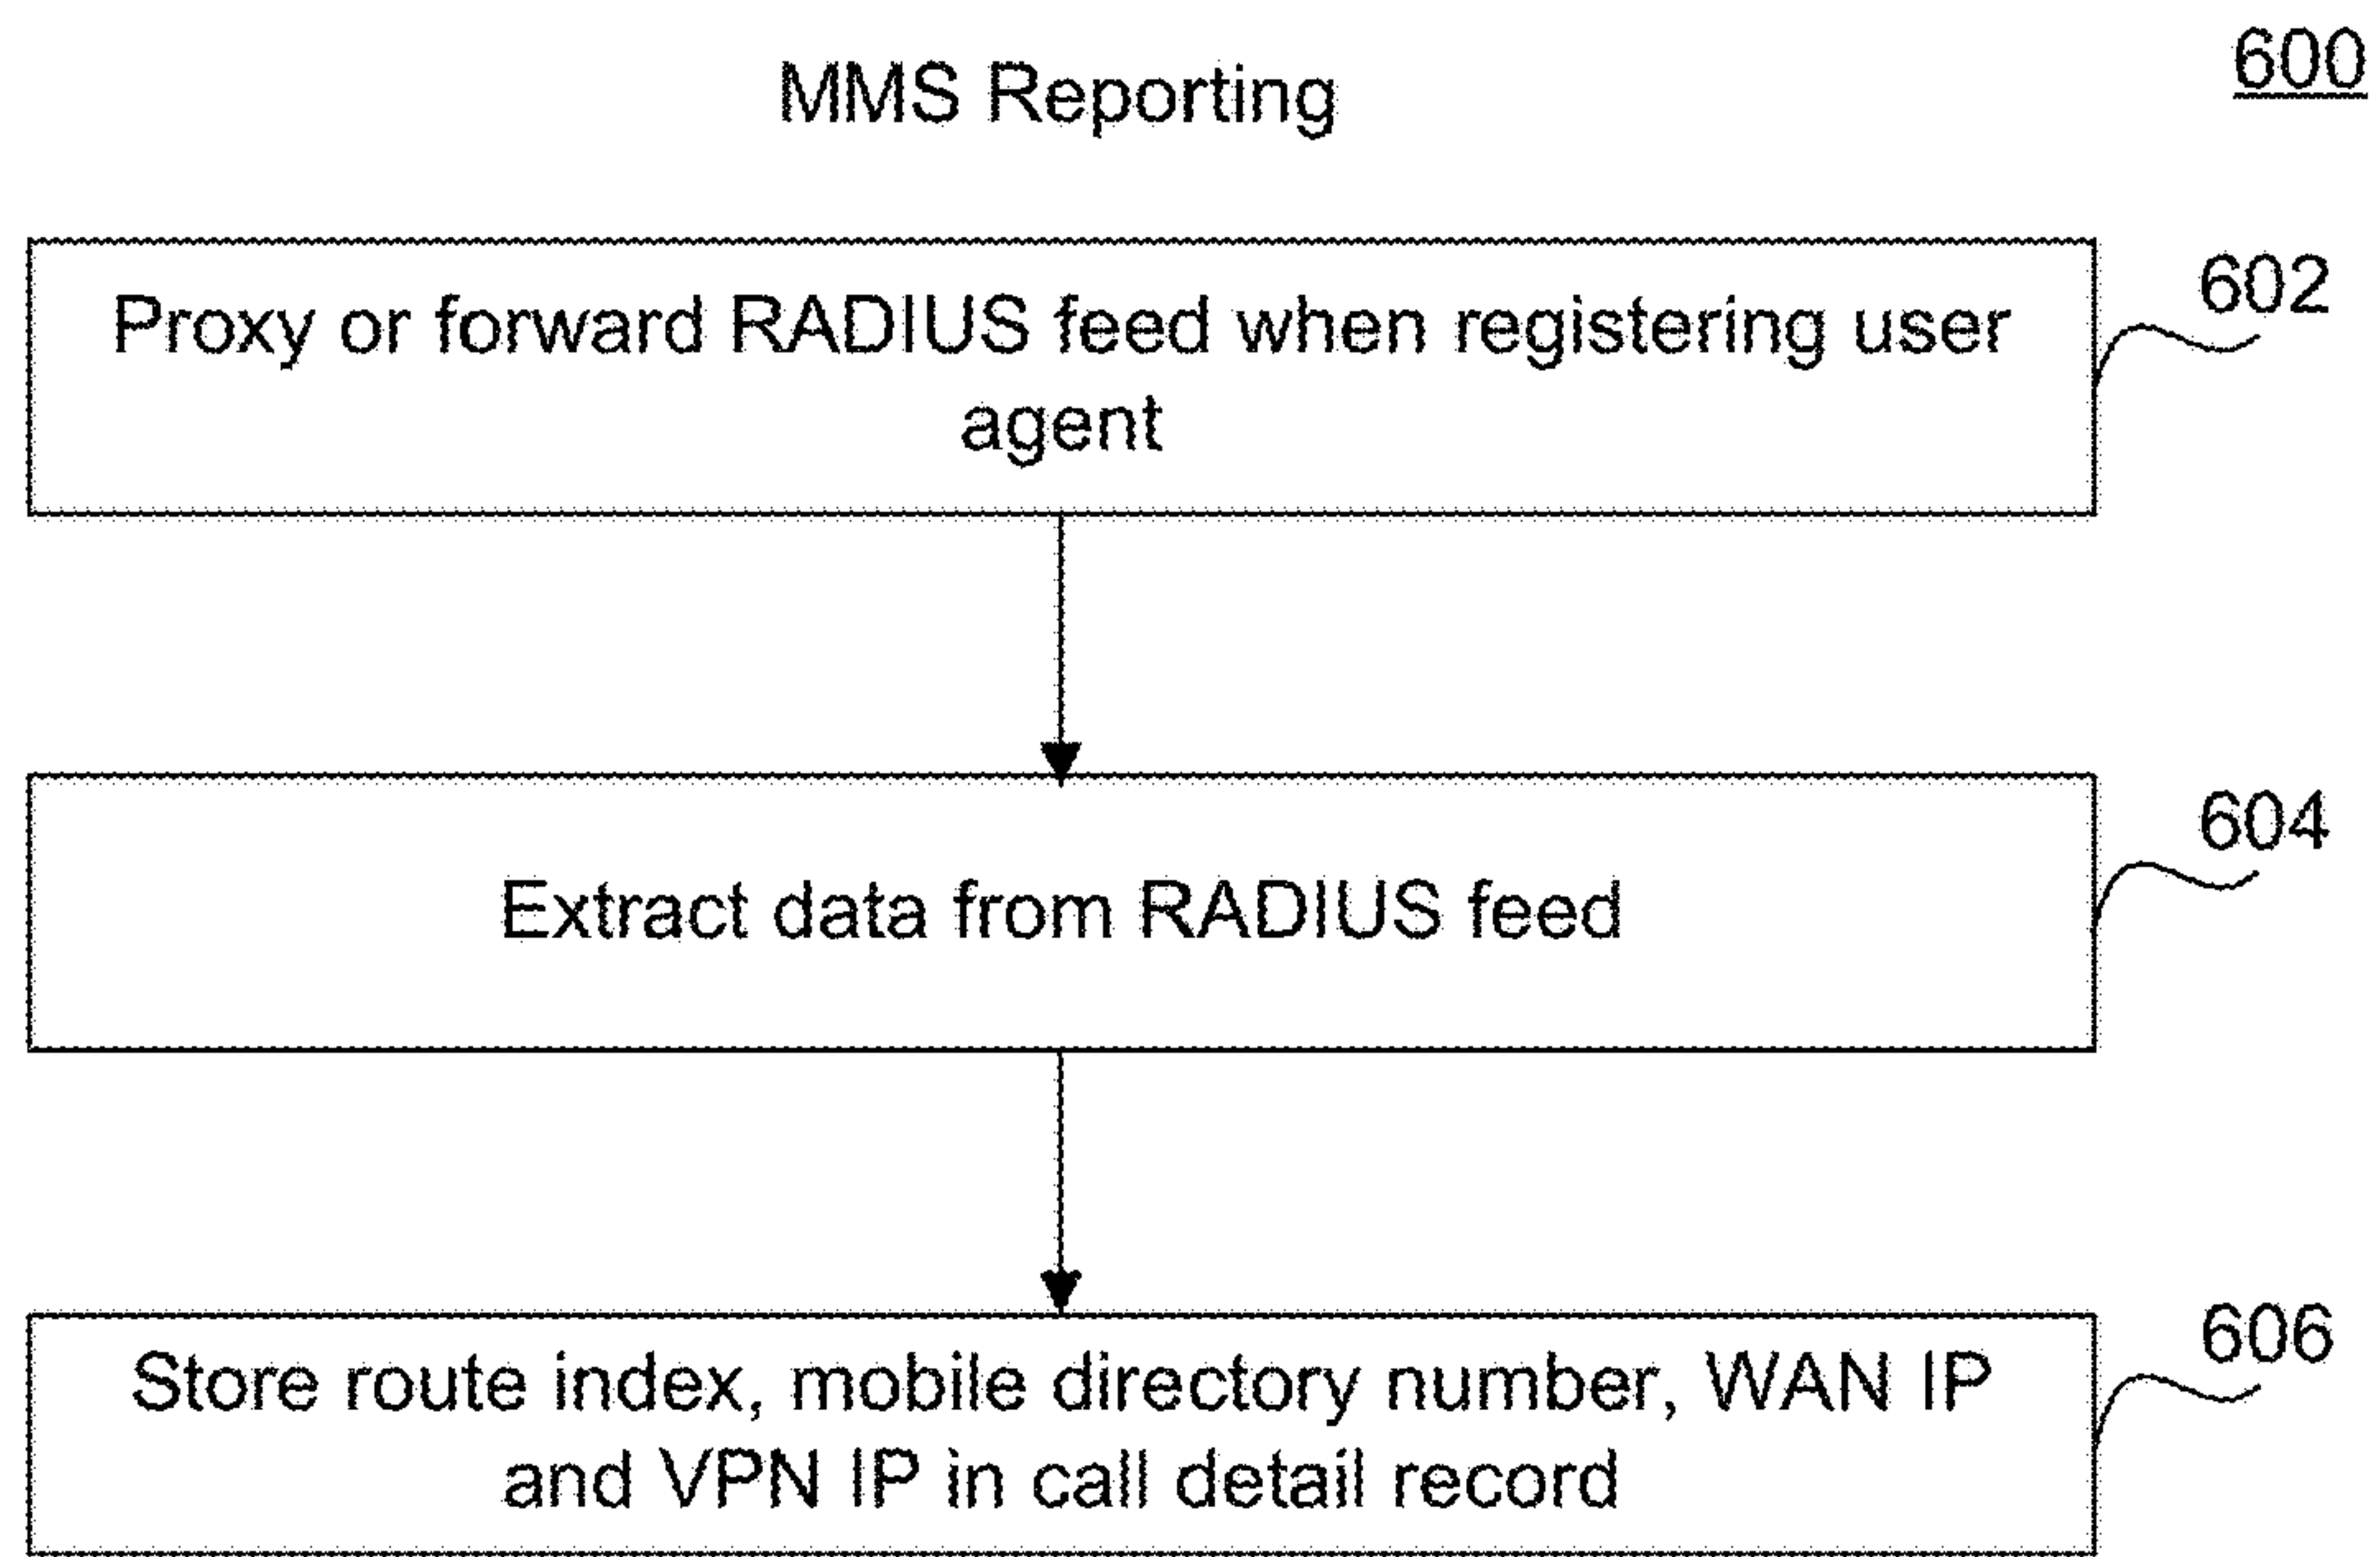 MMS Reporting
600
Proxy or forward RADIUS feed when registering user
agent
602
Extract data from RADIUS feed
604
Store route index, mobile directory number, WAN IP
and VPN IP in call detail record
606